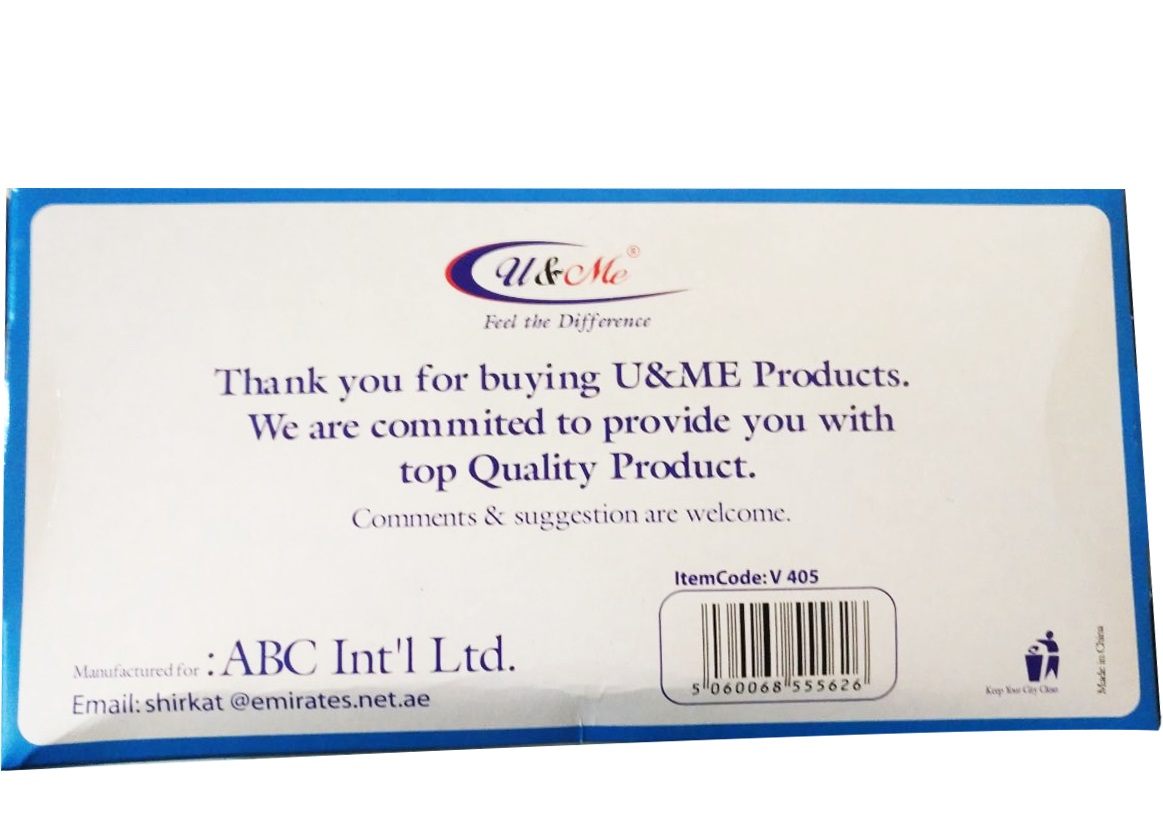 U&Me®
Feel the Difference
Thank you for buying U&ME Products.
We are commited to provide you with
top Quality Product.
Comments & suggestion are welcome.
ItemCode: V 405
5 060068 555626
Manufactured for : ABC Int'l Ltd.
Email: shirkat @emirates.net.ae
Keep Your City Clean
Made in China